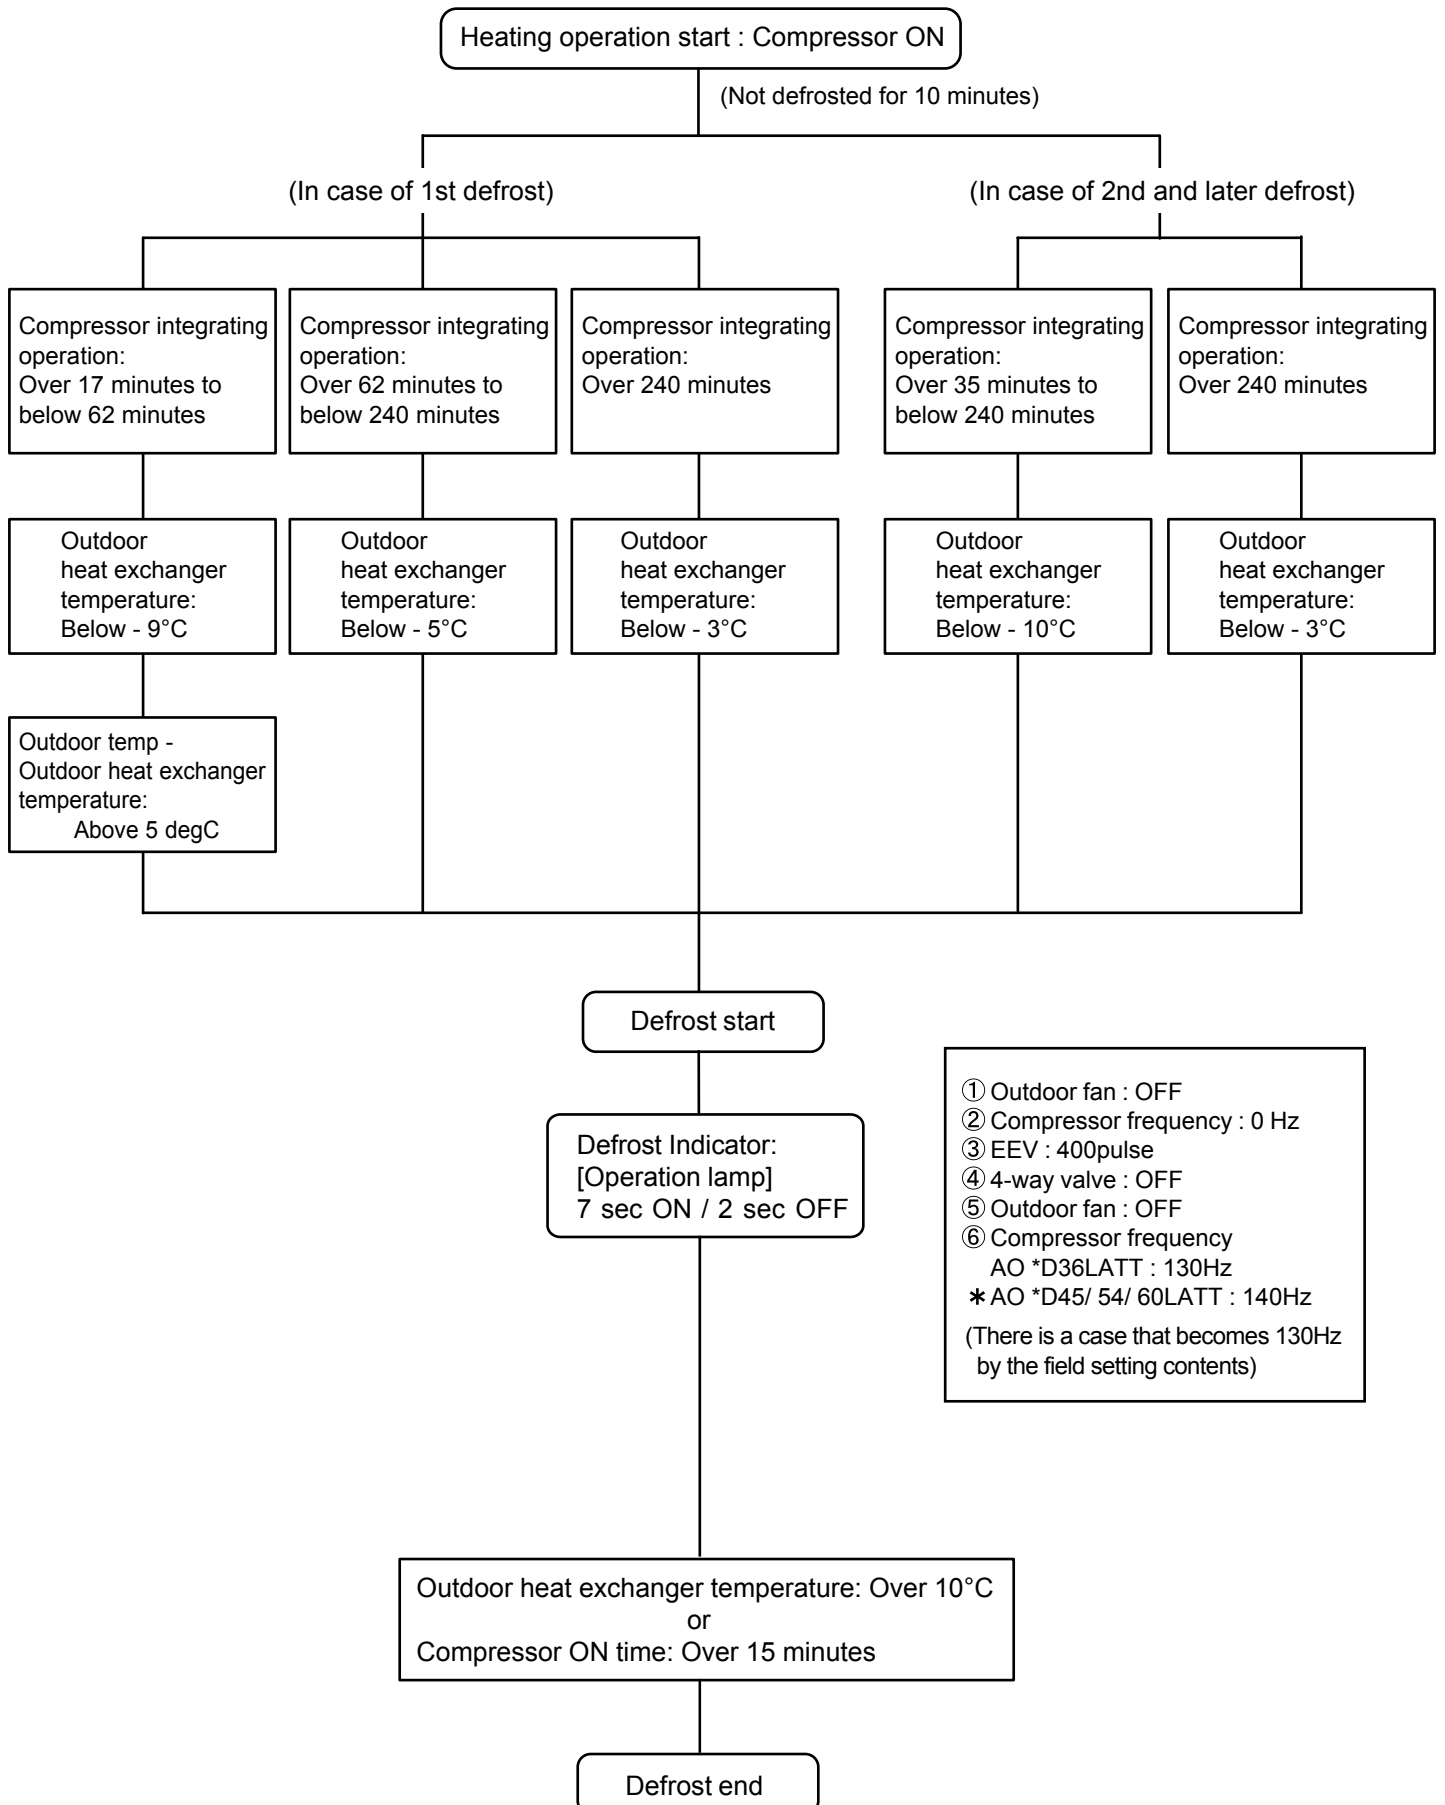 Heating operation start : Compressor ON
(Not defrosted for 10 minutes)
(In case of 1st defrost)
(In case of 2nd and later defrost)
Compressor integrating
operation:
Over 17 minutes to
below 62 minutes
Compressor integrating
operation:
Over 62 minutes to
below 240 minutes
Compressor integrating
operation:
Over 240 minutes
Compressor integrating
operation:
Over 35 minutes to
below 240 minutes
Compressor integrating
operation:
Over 240 minutes
Outdoor
heat exchanger
temperature:
Below - 9°C
Outdoor
heat exchanger
temperature:
Below - 5°C
Outdoor
heat exchanger
temperature:
Below - 3°C
Outdoor
heat exchanger
temperature:
Below - 10°C
Outdoor
heat exchanger
temperature:
Below - 3°C
Outdoor temp -
Outdoor heat exchanger
temperature:
Above 5 degC
Defrost start
Defrost Indicator:
[Operation lamp]
7 sec ON / 2 sec OFF
① Outdoor fan : OFF
② Compressor frequency : 0 Hz
③ EEV : 400pulse
④ 4-way valve : OFF
⑤ Outdoor fan : OFF
⑥ Compressor frequency
AO *D36LATT : 130Hz
* AO *D45/ 54/ 60LATT : 140Hz
(There is a case that becomes 130Hz
by the field setting contents)
Outdoor heat exchanger temperature: Over 10°C
or
Compressor ON time: Over 15 minutes
Defrost end